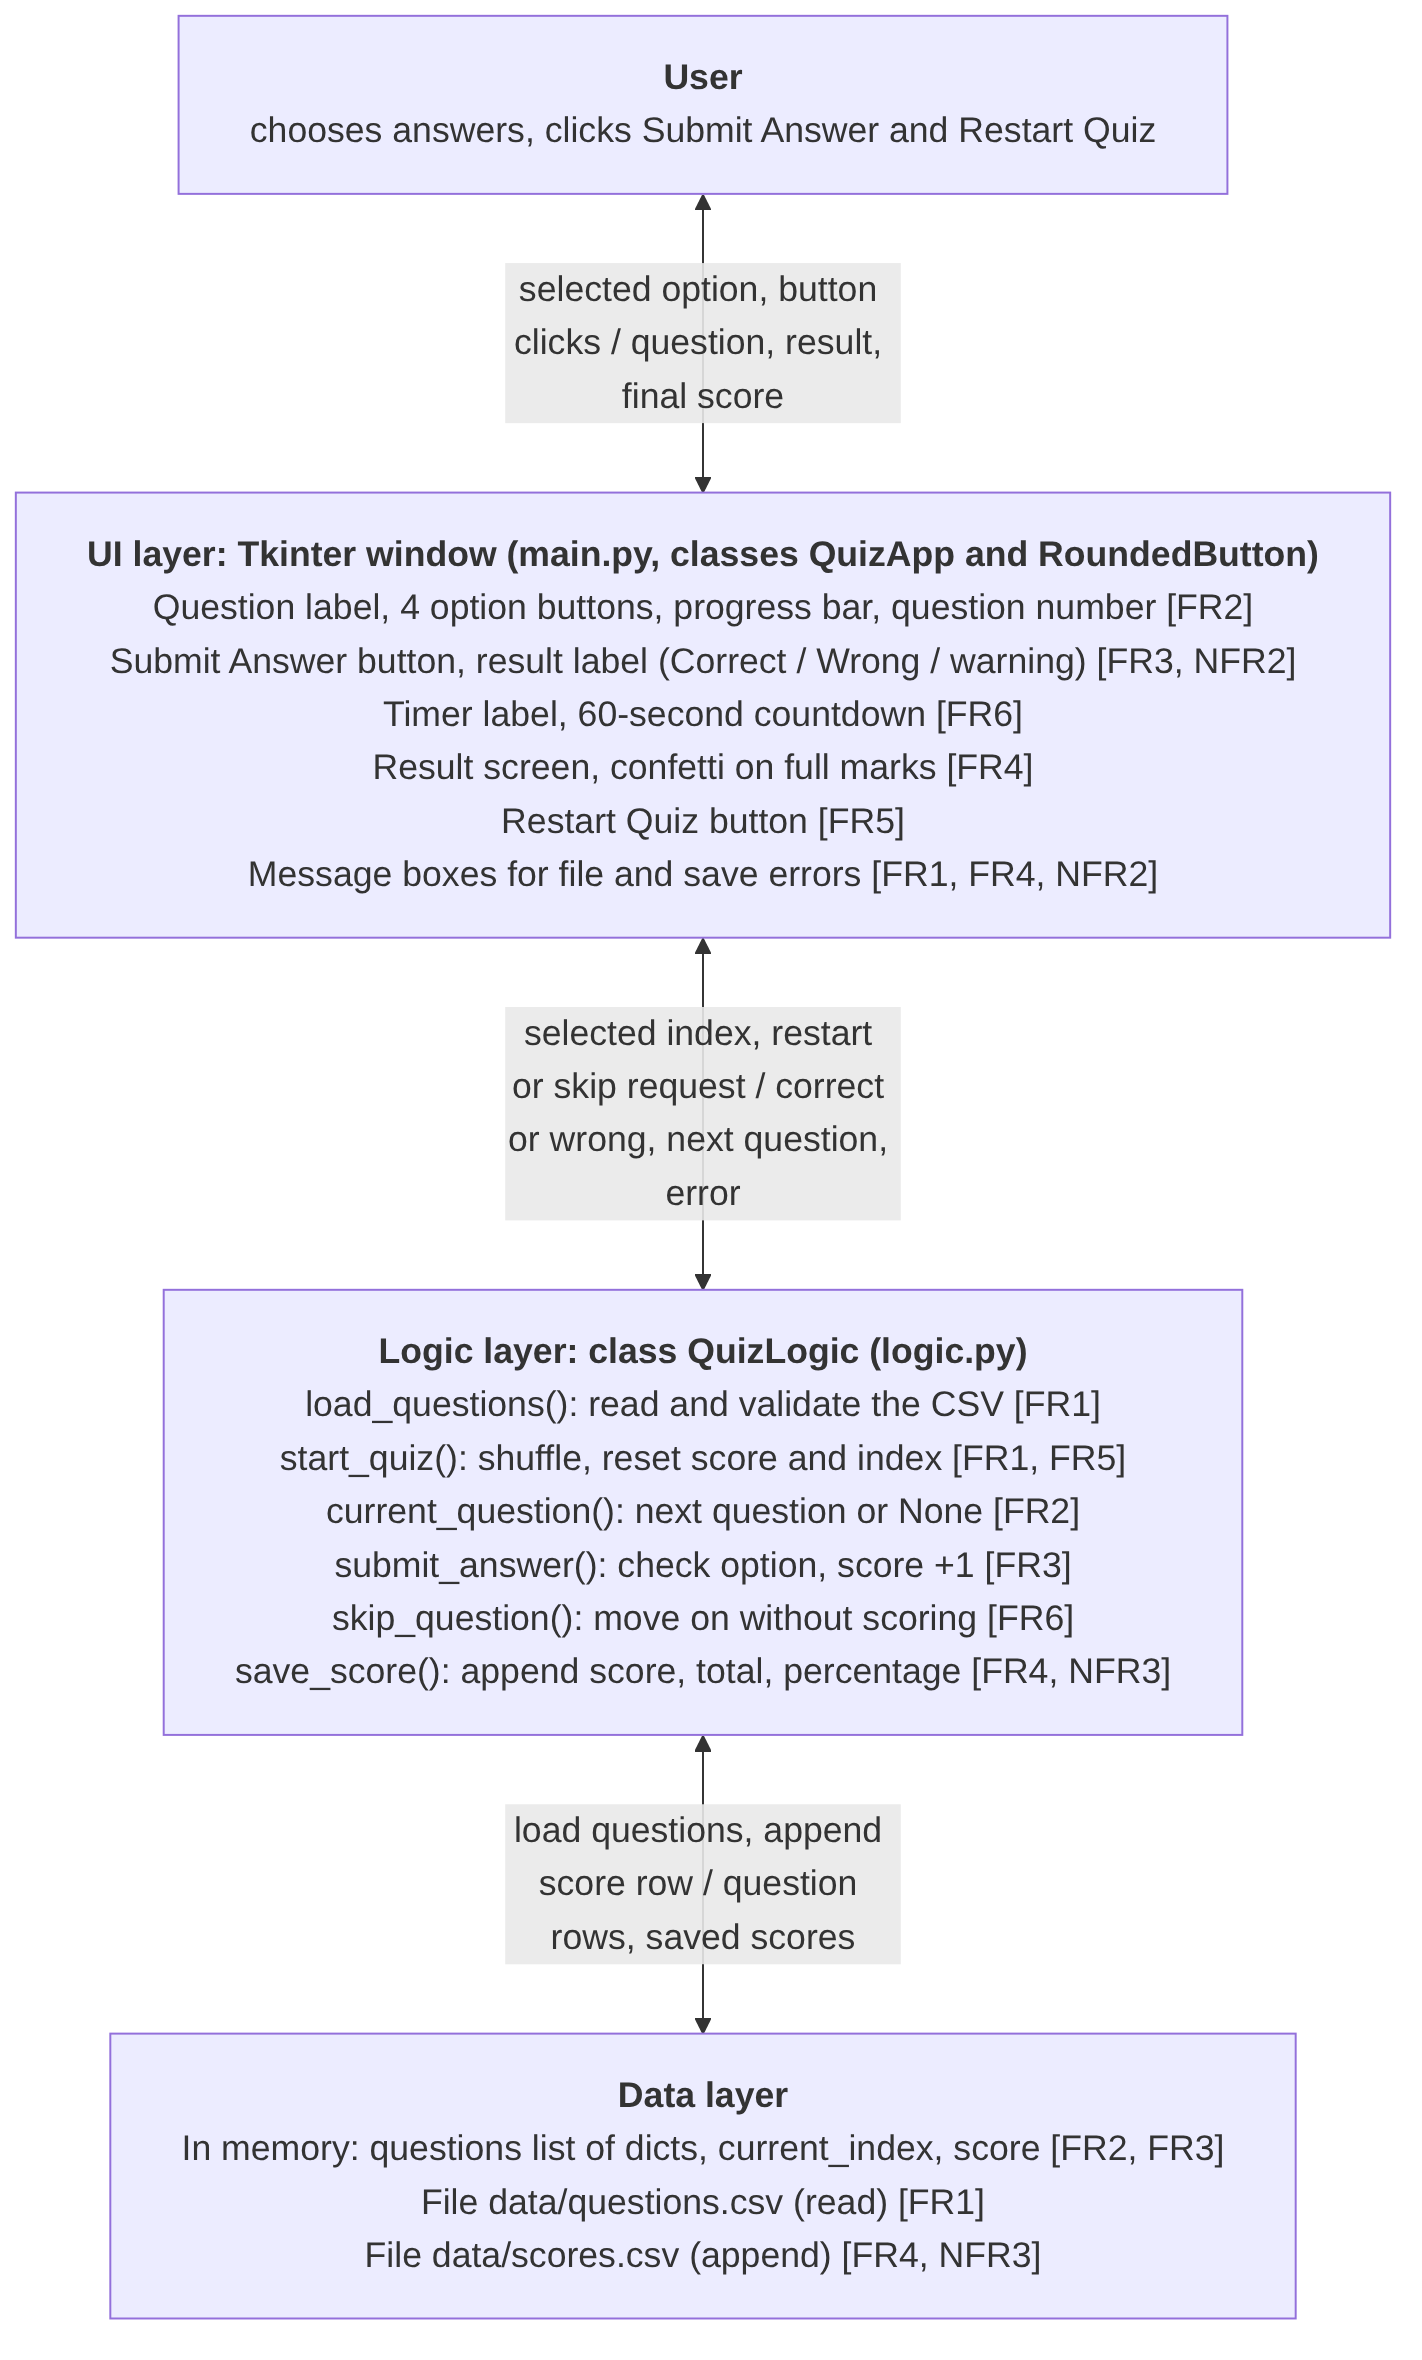 User
chooses answers, clicks Submit Answer and Restart Quiz
selected option, button
clicks / question, result,
final score
UI layer: Tkinter window (main.py, classes QuizApp and RoundedButton)
Question label, 4 option buttons, progress bar, question number [FR2]
Submit Answer button, result label (Correct / Wrong / warning) [FR3, NFR2]
Timer label, 60-second countdown [FR6]
Result screen, confetti on full marks [FR4]
Restart Quiz button [FR5]
Message boxes for file and save errors [FR1, FR4, NFR2]
selected index, restart
or skip request / correct
or wrong, next question,
error
Logic layer: class QuizLogic (logic.py)
load_questions(): read and validate the CSV [FR1]
start_quiz(): shuffle, reset score and index [FR1, FR5]
current_question(): next question or None [FR2]
submit_answer(): check option, score +1 [FR3]
skip_question(): move on without scoring [FR6]
save_score(): append score, total, percentage [FR4, NFR3]
load questions, append
score row / question
rows, saved scores
Data layer
In memory: questions list of dicts, current_index, score [FR2, FR3]
File data/questions.csv (read) [FR1]
File data/scores.csv (append) [FR4, NFR3]